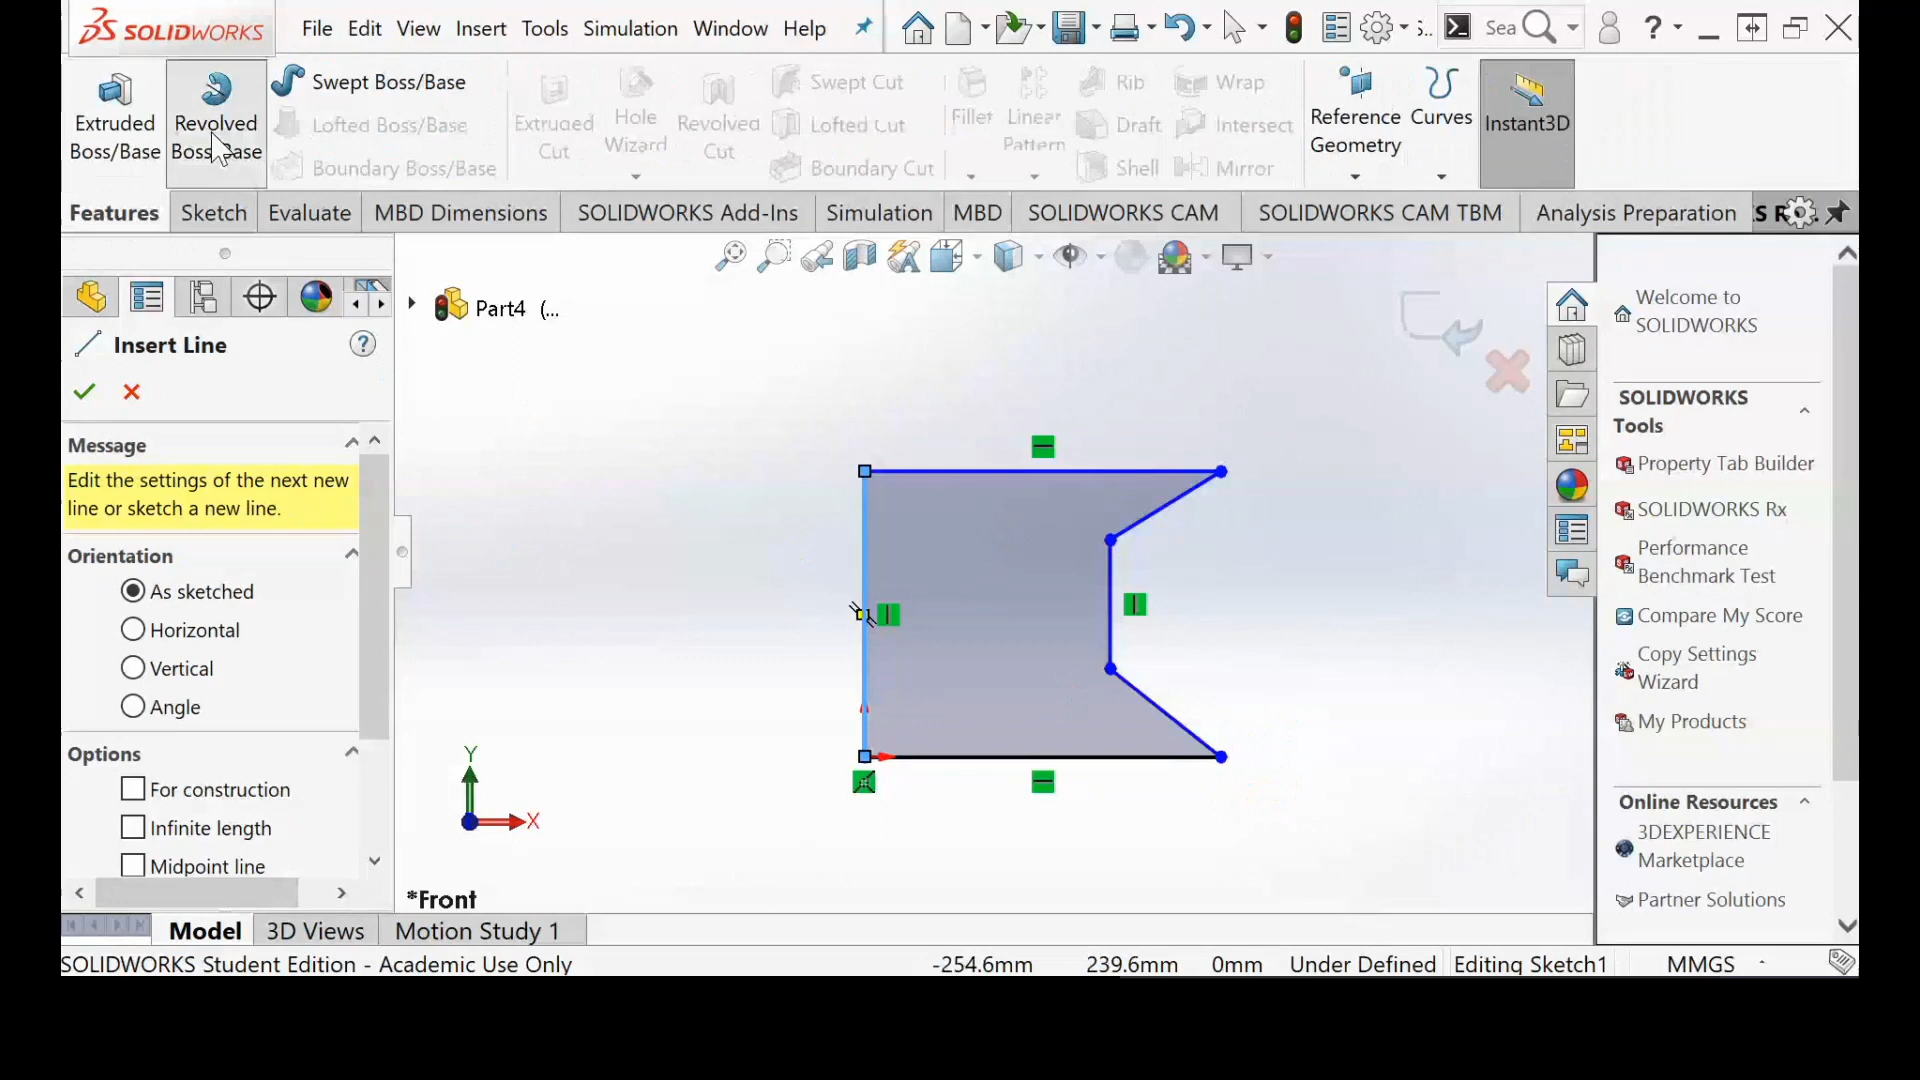 SOLIDWORKS
File Edit View Insert Tools Simulation Window Help
S.. Sea ?
Extruded
Boss/Base
Revolved
Boss/Base
Swept Boss/Base
Lofted Boss/Base
Boundary Boss/Base
Extruded
Cut
Hole
Wizard
Revolved
Cut
Swept Cut
Lofted Cut
Boundary Cut
Fillet
Linear
Pattern
Rib
Draft
Shell
Wrap
Intersect
Mirror
Reference
Geometry
Curves
Instant3D
Features Sketch Evaluate MBD Dimensions SOLIDWORKS Add-Ins Simulation MBD SOLIDWORKS CAM SOLIDWORKS CAM TBM Analysis Preparation
Part4 (...
Insert Line ?
Message
Edit the settings of the next new
line or sketch a new line.
Orientation
As sketched
Horizontal
Vertical
Angle
Options
For construction
Infinite length
Midpoint line
Y
X
*Front
Welcome to
SOLIDWORKS
SOLIDWORKS
Tools
Property Tab Builder
SOLIDWORKS Rx
Performance
Benchmark Test
Compare My Score
Copy Settings
Wizard
My Products
Online Resources
3DEXPERIENCE
Marketplace
Partner Solutions
Model 3D Views Motion Study 1
SOLIDWORKS Student Edition - Academic Use Only -254.6mm 239.6mm 0mm Under Defined Editing Sketch1 MMGS